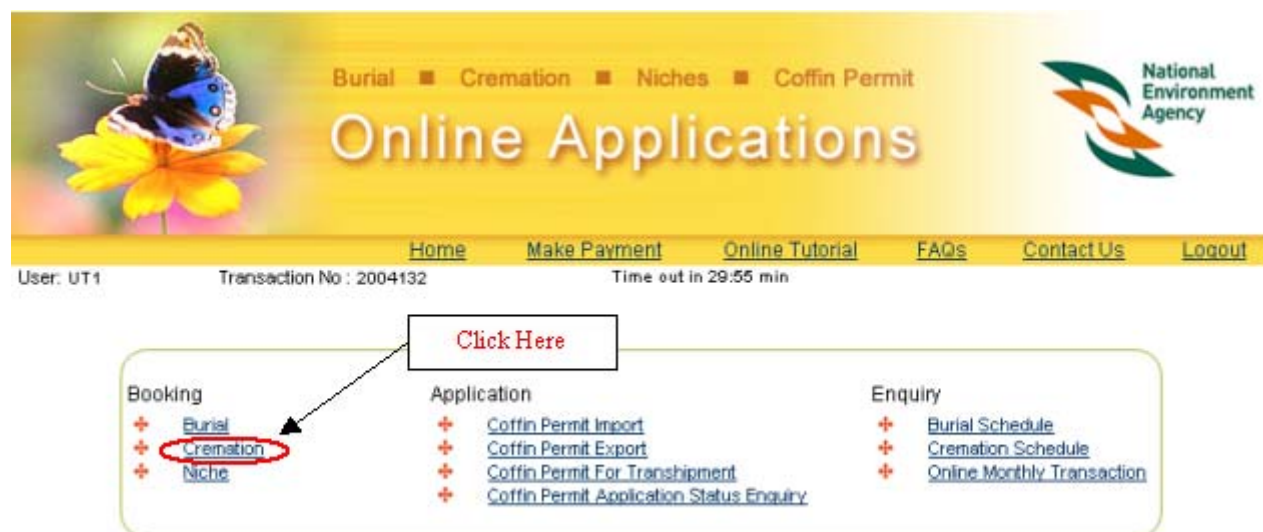 Burial ■ Cremation ■ Niches ■ Coffin Permit
Online Applications
National
Environment
Agency
Home Make Payment Online Tutorial FAQs Contact Us Logout
User: UT1 Transaction No : 2004132 Time out in 29:55 min
Click Here
Booking
Burial
Cremation
Niche
Application
Coffin Permit Import
Coffin Permit Export
Coffin Permit For Transhipment
Coffin Permit Application Status Enquiry
Enquiry
Burial Schedule
Cremation Schedule
Online Monthly Transaction